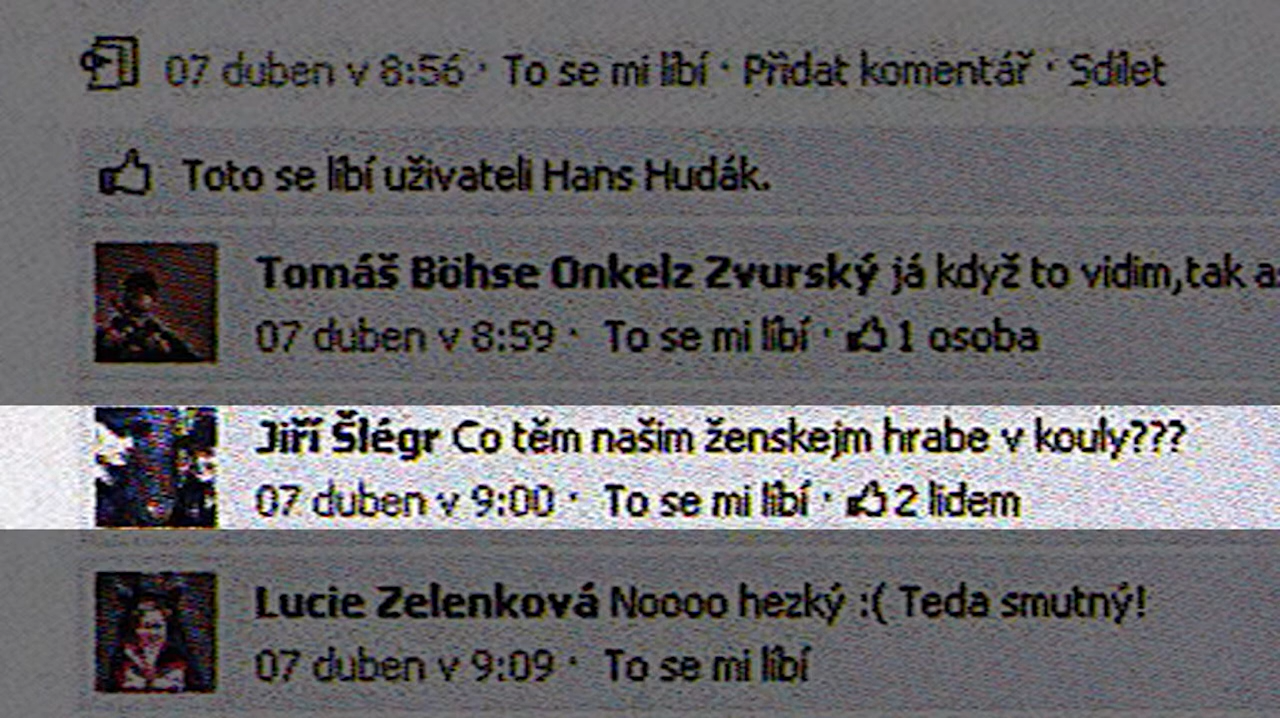 07 duben v 8:56 · To se mi líbí · Přidat komentář · Sdílet
Toto se líbí uživateli Hans Hudák.
Tomáš Böhse Onkelz Zvurský já když to vidim,tak
07 duben v 8:59 · To se mi líbí · 1 osoba
Jiří Šlégr Co těm našim ženskejm hrabe v kouly???
07 duben v 9:00 · To se mi líbí · 2 lidem
Lucie Zelenková Noooo hezký :( Teda smutný!
07 duben v 9:09 · To se mi líbí